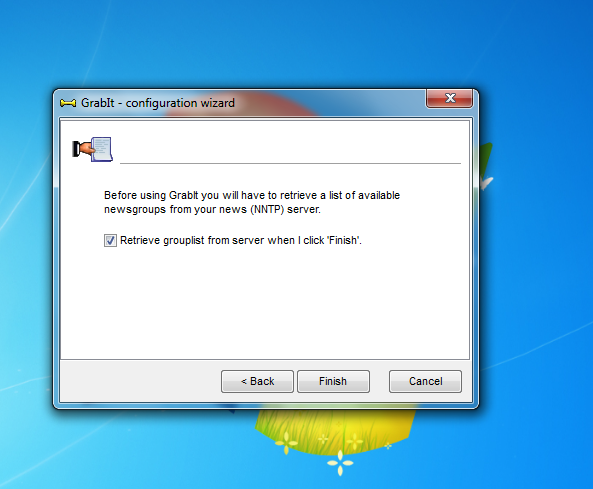 GrabIt - configuration wizard
Before using GrabIt you will have to retrieve a list of available
newsgroups from your news (NNTP) server.
Retrieve grouplist from server when I click 'Finish'.
< Back
Finish
Cancel